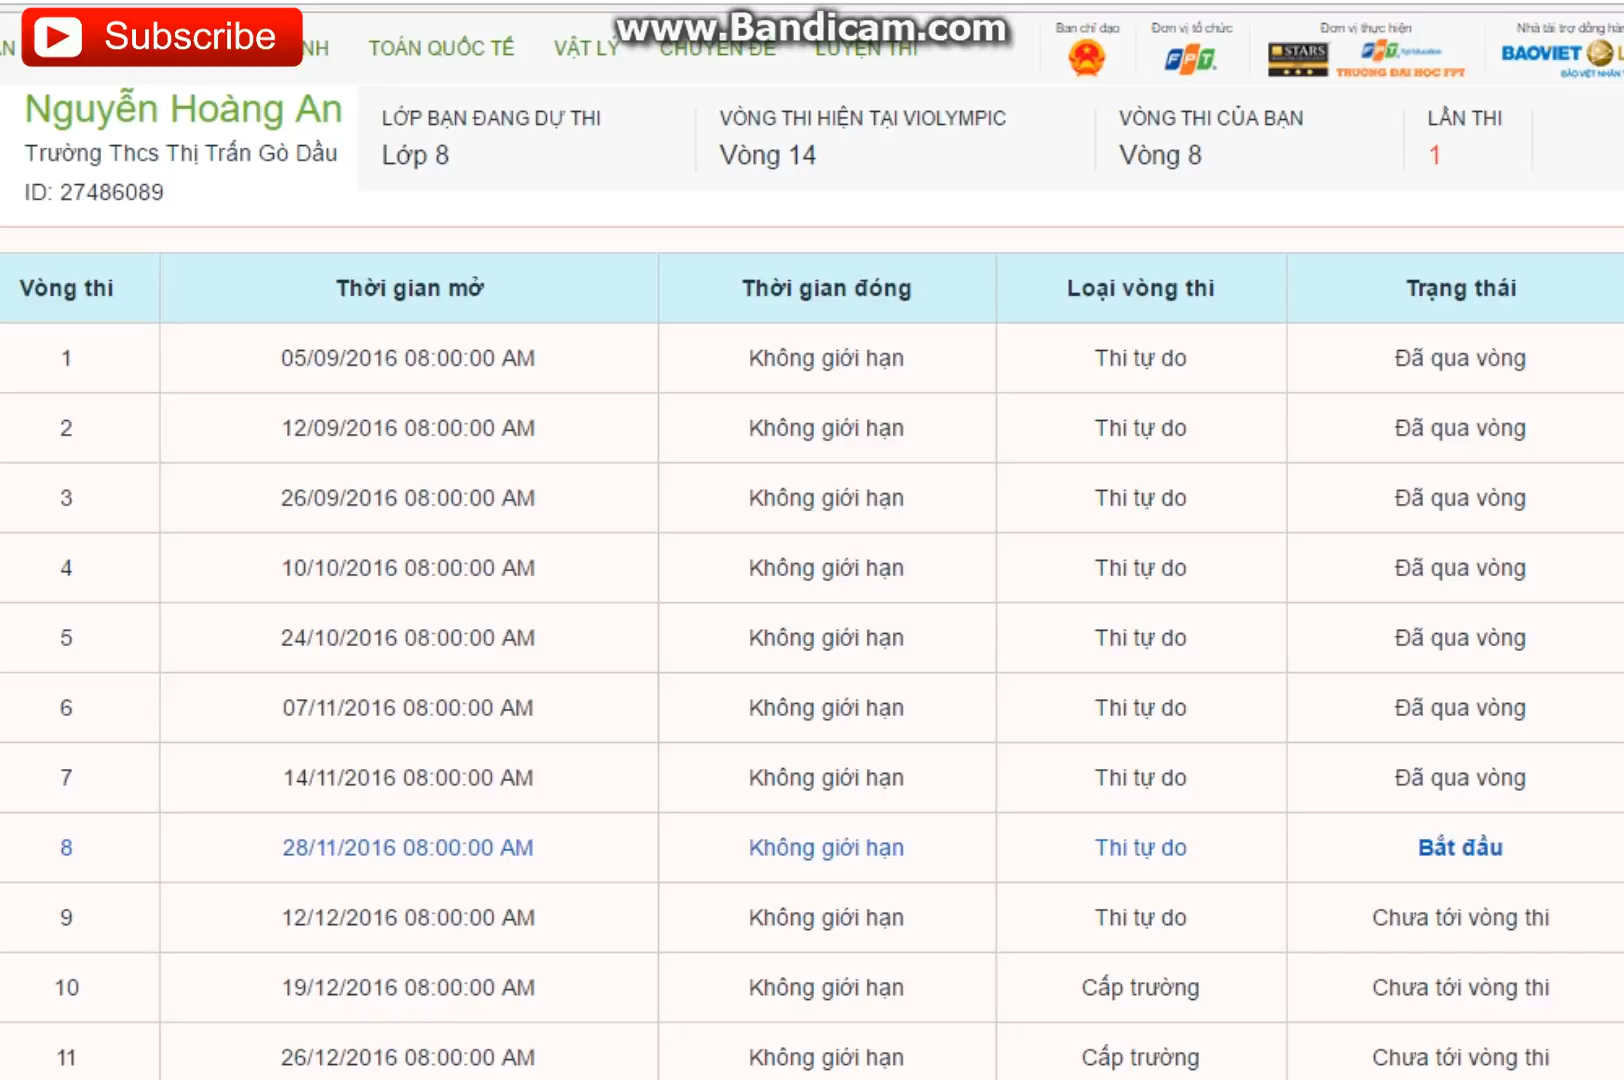 Subscribe
NH
TOÁN QUỐC TẾ
VẬT LÝ
CHUYÊN ĐỀ
LUYỆN THI
www.Bandicam.com
Ban chỉ đạo
Đơn vị tổ chức
Đơn vị thực hiện
Nhà tài trợ đồng hàn
FPT
STARS
FPT
TRƯỜNG ĐẠI HỌC FPT
BAOVIET
Nguyễn Hoàng An
Trường Thcs Thị Trấn Gò Dầu
ID: 27486089
LỚP BẠN ĐANG DỰ THI
Lớp 8
VÒNG THI HIỆN TẠI VIOLYMPIC
Vòng 14
VÒNG THI CỦA BẠN
Vòng 8
LẦN THI
1
Vòng thi Thời gian mở Thời gian đóng Loại vòng thi Trạng thái
1 05/09/2016 08:00:00 AM Không giới hạn Thi tự do Đã qua vòng
2 12/09/2016 08:00:00 AM Không giới hạn Thi tự do Đã qua vòng
3 26/09/2016 08:00:00 AM Không giới hạn Thi tự do Đã qua vòng
4 10/10/2016 08:00:00 AM Không giới hạn Thi tự do Đã qua vòng
5 24/10/2016 08:00:00 AM Không giới hạn Thi tự do Đã qua vòng
6 07/11/2016 08:00:00 AM Không giới hạn Thi tự do Đã qua vòng
7 14/11/2016 08:00:00 AM Không giới hạn Thi tự do Đã qua vòng
8 28/11/2016 08:00:00 AM Không giới hạn Thi tự do Bắt đầu
9 12/12/2016 08:00:00 AM Không giới hạn Thi tự do Chưa tới vòng thi
10 19/12/2016 08:00:00 AM Không giới hạn Cấp trường Chưa tới vòng thi
11 26/12/2016 08:00:00 AM Không giới hạn Cấp trường Chưa tới vòng thi